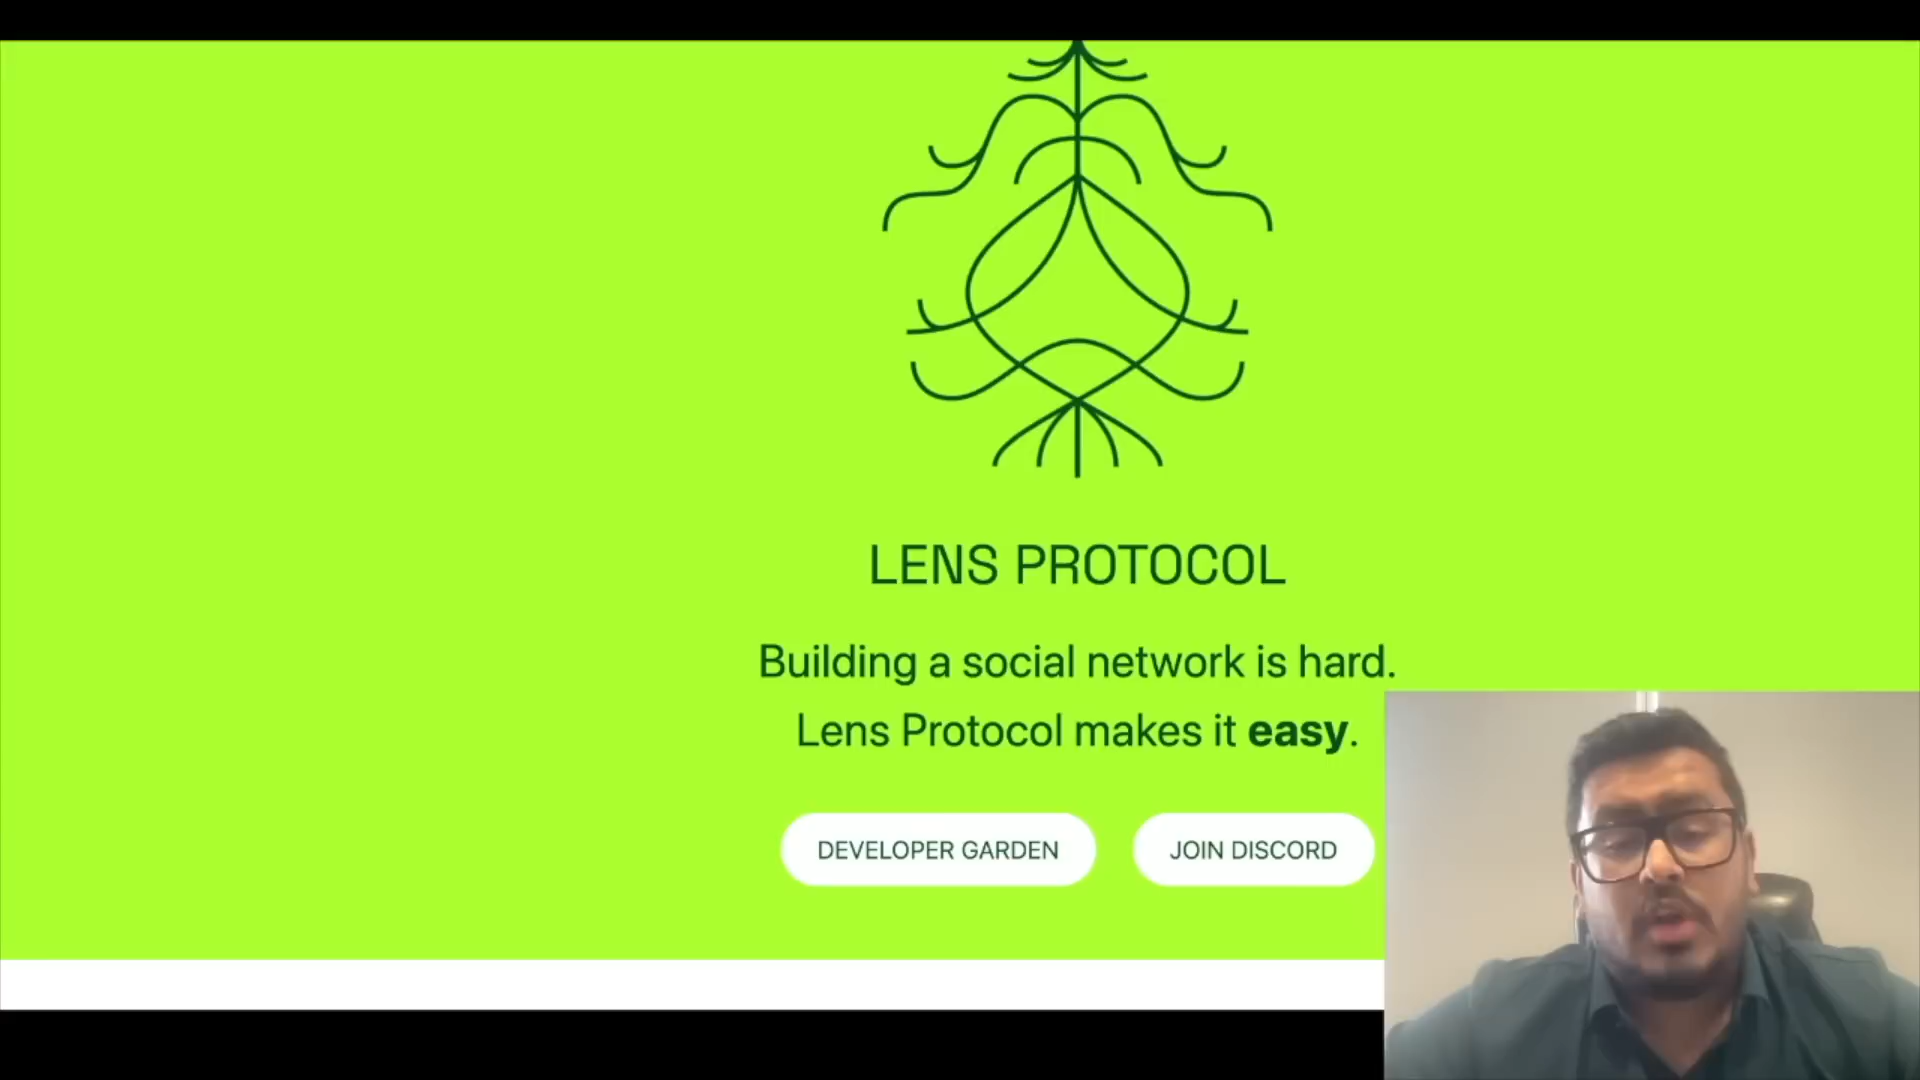 LENS PROTOCOL
Building a social network is hard.
Lens Protocol makes it easy.
DEVELOPER GARDEN
JOIN DISCORD